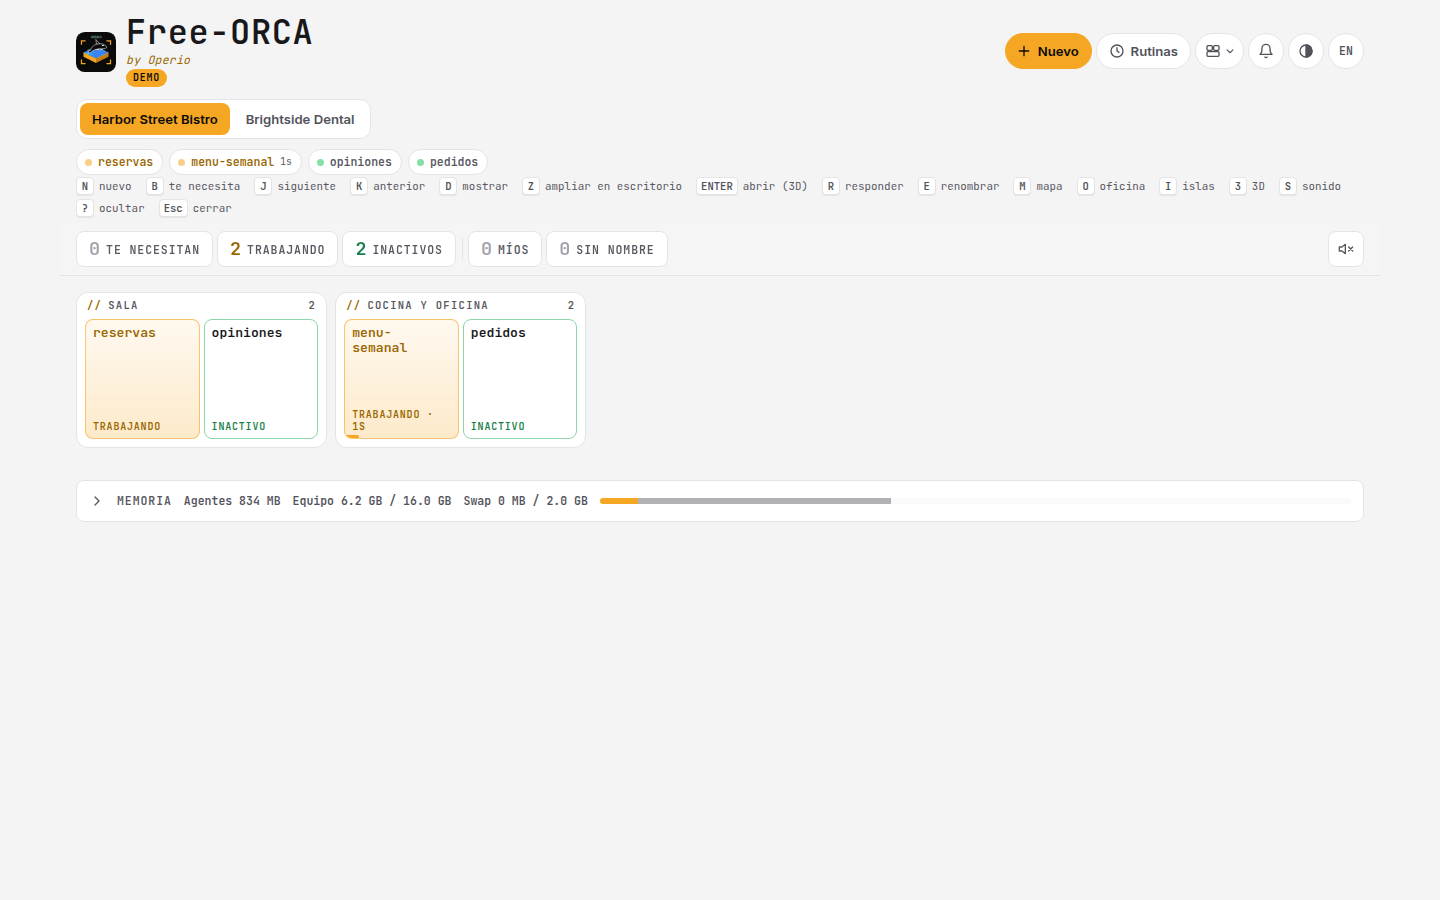 Free-ORCA
by Operio
DEMO
Nuevo
Rutinas
EN
Harbor Street Bistro
Brightside Dental
reservas
menu-semanal 1s
opiniones
pedidos
N nuevo B te necesita J siguiente K anterior D mostrar Z ampliar en escritorio ENTER abrir (3D) R responder E renombrar M mapa O oficina I islas 3 3D S sonido
? ocultar Esc cerrar
0 TE NECESITAN
2 TRABAJANDO
2 INACTIVOS
0 MÍOS
0 SIN NOMBRE
// SALA 2
reservas
TRABAJANDO
opiniones
INACTIVO
// COCINA Y OFICINA 2
menu-
semanal
TRABAJANDO ·
1S
pedidos
INACTIVO
MEMORIA Agentes 834 MB Equipo 6.2 GB / 16.0 GB Swap 0 MB / 2.0 GB